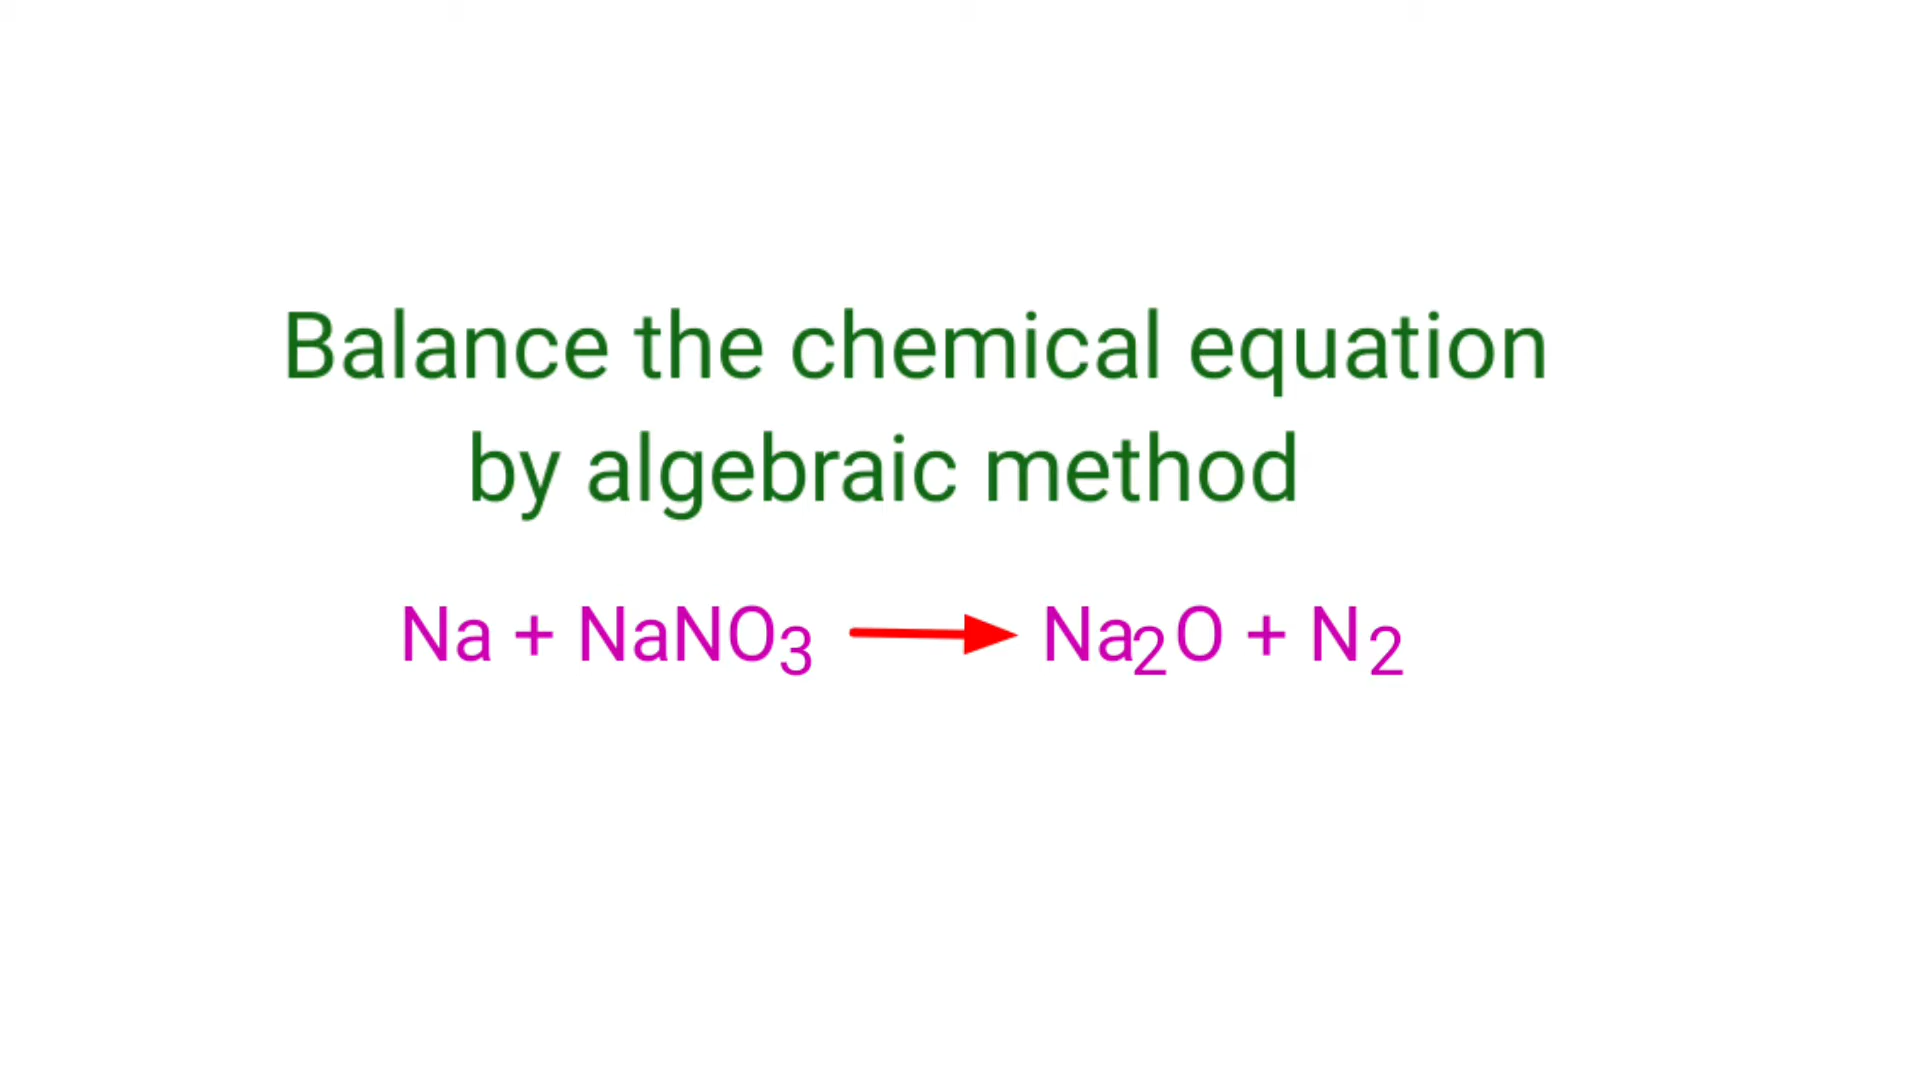 Balance the chemical equation
by algebraic method
Na + NaNO₃ → Na₂O + N₂